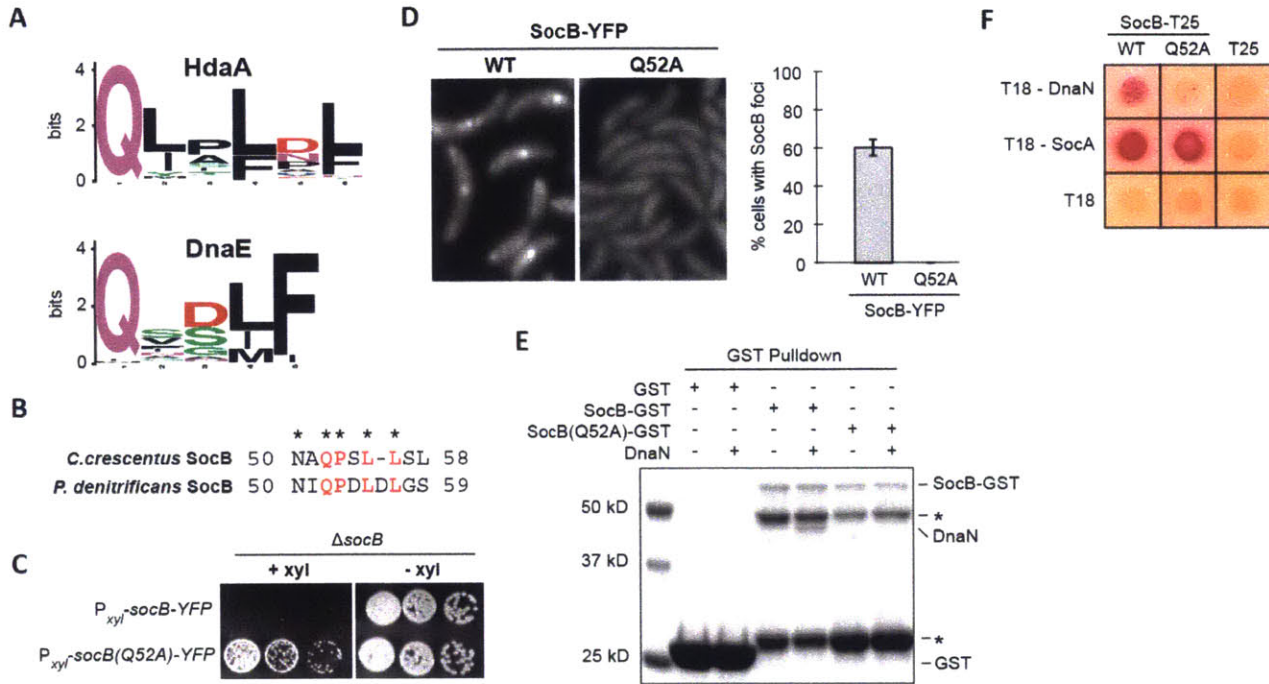 A
HdaA
bits
4
2
0
QLPLDL
DnaE
bits
4
2
0
B
* ** * *
C.crescentus SocB 50 NAQPSL-LSL 58
P. denitrificans SocB 50 NIQPDLDLGS 59
C
ΔsocB
+ xyl - xyl
Pxyl-socB-YFP
Pxyl-socB(Q52A)-YFP
D
SocB-YFP
WT Q52A
% cells with SocB foci
100
80
60
40
20
0
WT Q52A
SocB-YFP
E
GST Pulldown
GST + + - - - -
SocB-GST - - + + - -
SocB(Q52A)-GST - - - - + +
DnaN - + - + - +
SocB-GST
50 kD
*
DnaN
37 kD
*
25 kD
GST
F
SocB-T25
WT Q52A T25
T18 - DnaN
T18 - SocA
T18